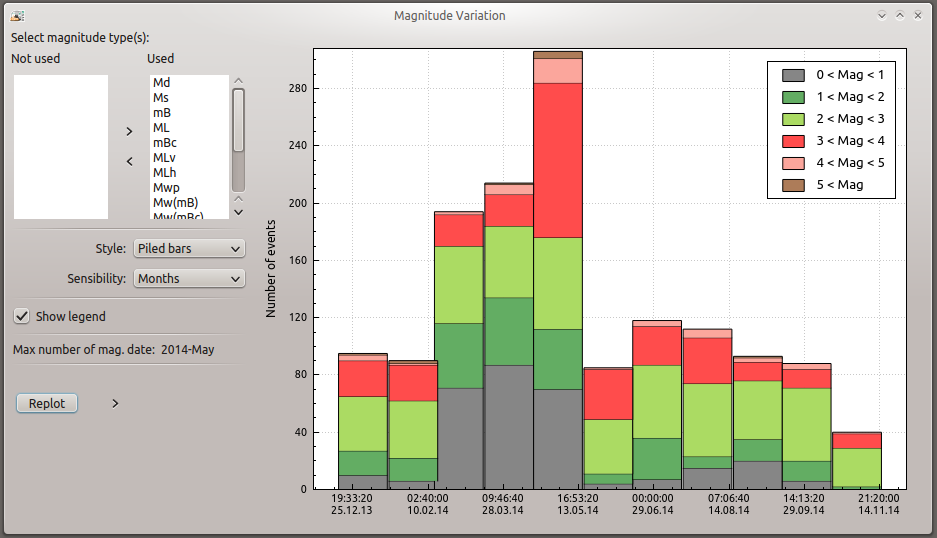 Magnitude Variation
Select magnitude type(s):
Not used
Used
Md
Ms
mB
ML
mBc
MLv
MLh
Mwp
Mw(mB)
Mw(mBc)
Style:
Piled bars
Sensibility:
Months
Show legend
Max number of mag. date: 2014-May
Replot
Number of events
280
240
200
160
120
80
40
0
0 < Mag < 1
1 < Mag < 2
2 < Mag < 3
3 < Mag < 4
4 < Mag < 5
5 < Mag
19:33:20 02:40:00 09:46:40 16:53:20 00:00:00 07:06:40 14:13:20 21:20:00
25.12.13 10.02.14 28.03.14 13.05.14 29.06.14 14.08.14 29.09.14 14.11.14